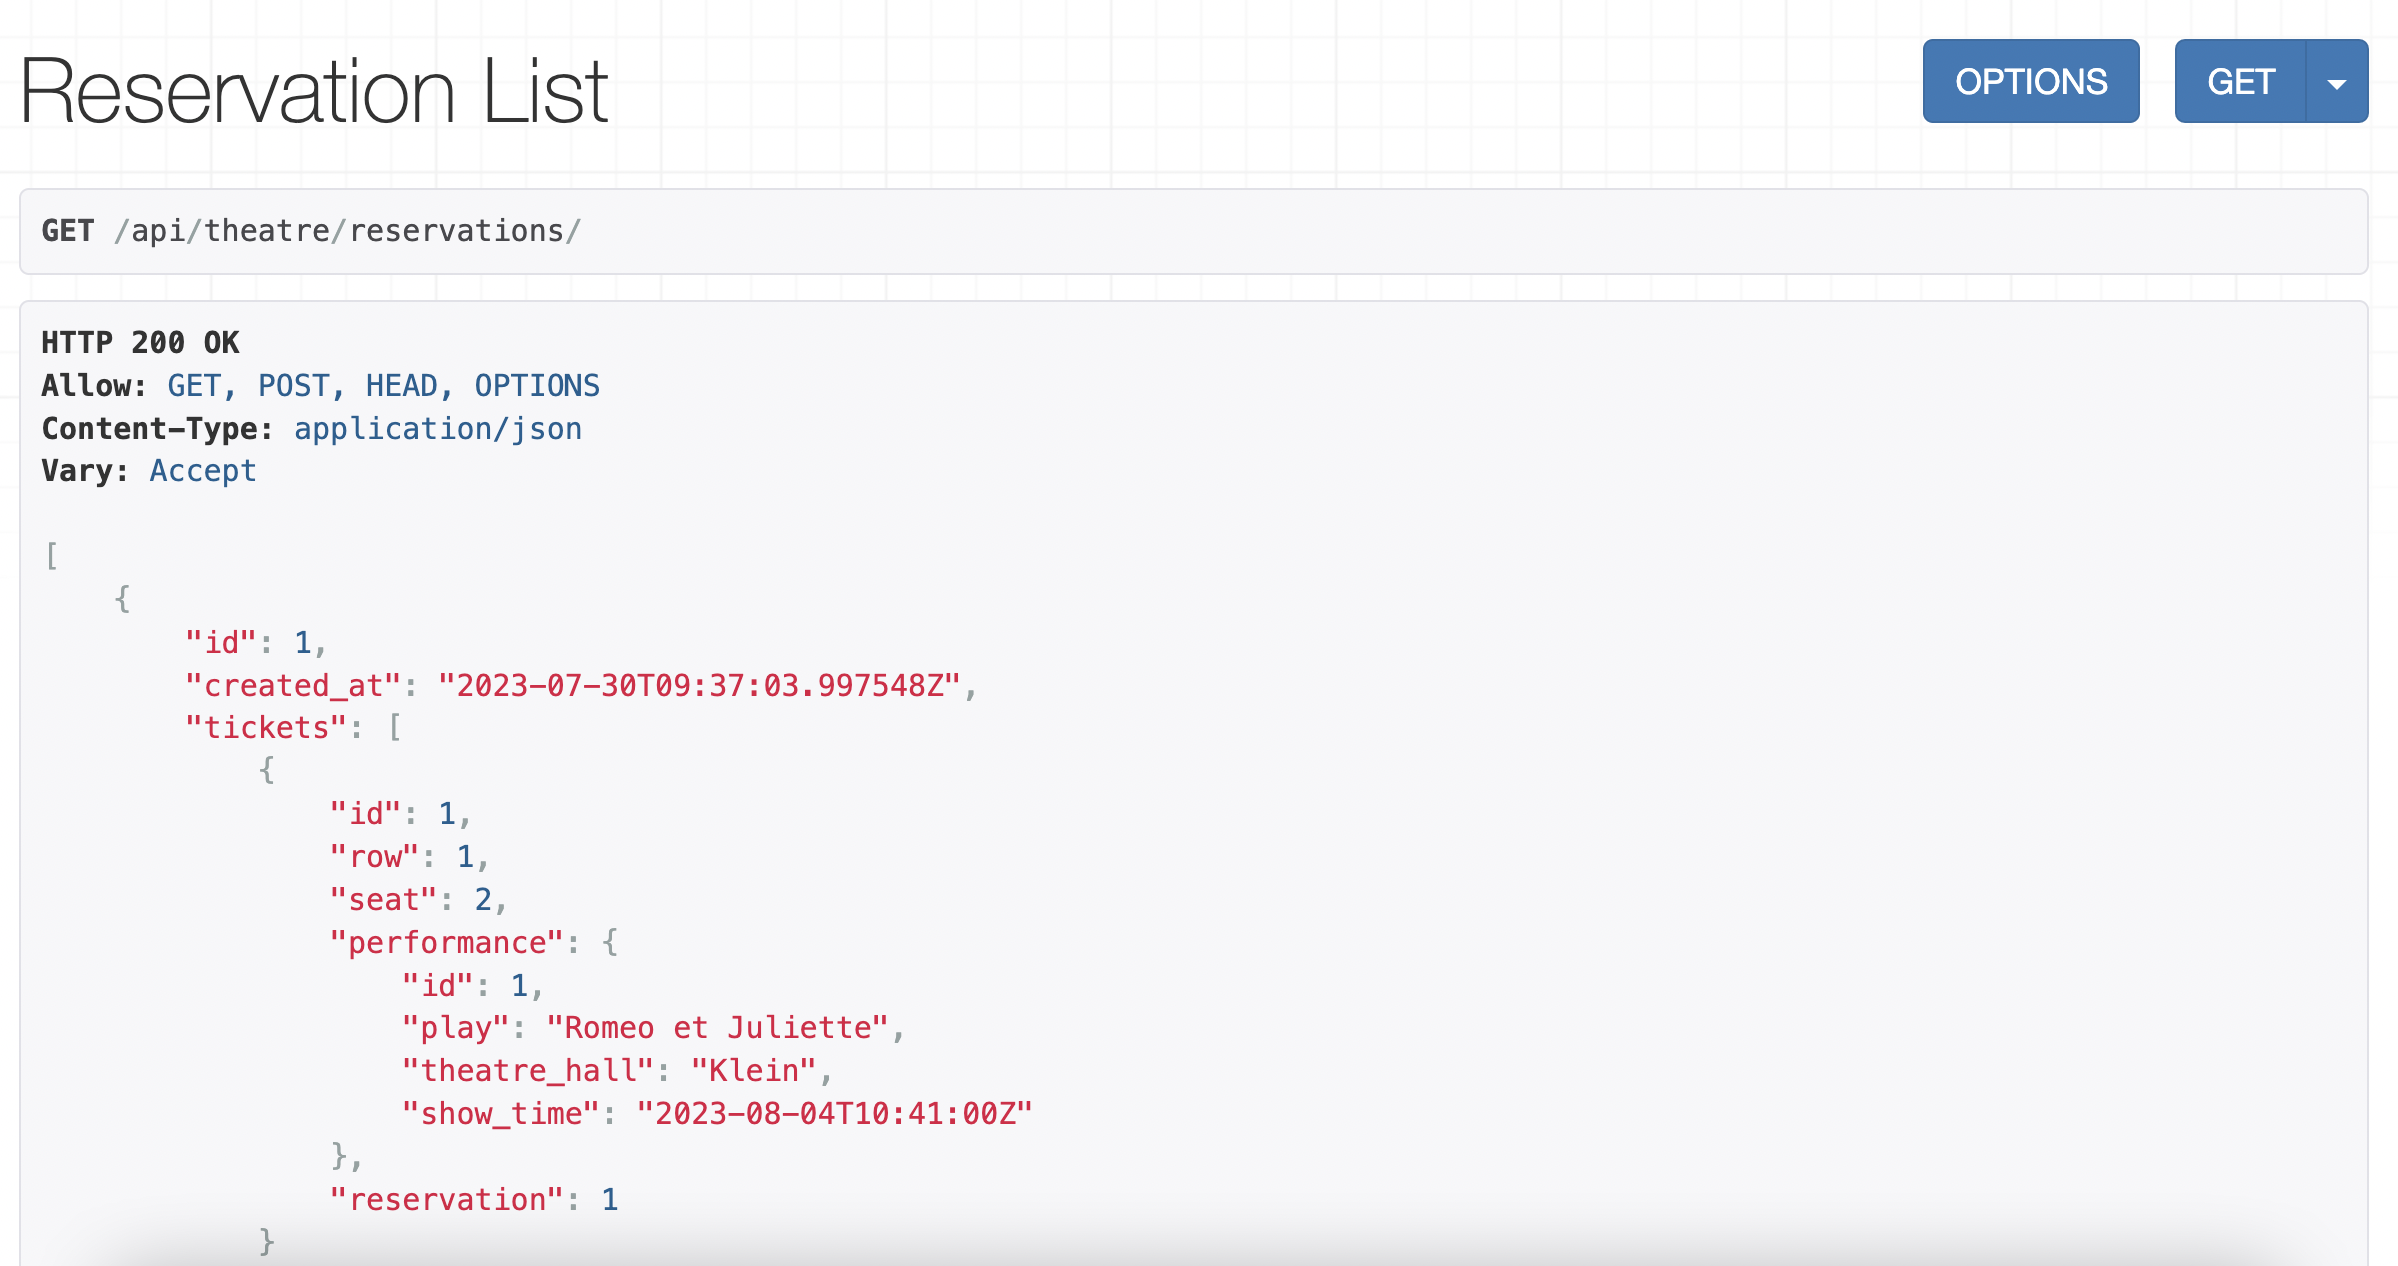 Reservation List
OPTIONS
GET
GET /api/theatre/reservations/
HTTP 200 OK
Allow: GET, POST, HEAD, OPTIONS
Content-Type: application/json
Vary: Accept
[
    {
        "id": 1,
        "created_at": "2023-07-30T09:37:03.997548Z",
        "tickets": [
            {
                "id": 1,
                "row": 1,
                "seat": 2,
                "performance": {
                    "id": 1,
                    "play": "Romeo et Juliette",
                    "theatre_hall": "Klein",
                    "show_time": "2023-08-04T10:41:00Z"
                },
                "reservation": 1
            }